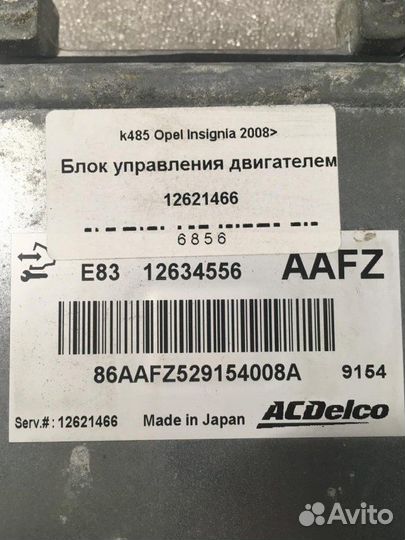 k485 Opel Insignia 2008>
Блок управления двигателем
12621466
6856
E83 12634556 AAFZ
86AAFZ529154008A 9154
Serv.#: 12621466 Made in Japan ACDelco
Avito